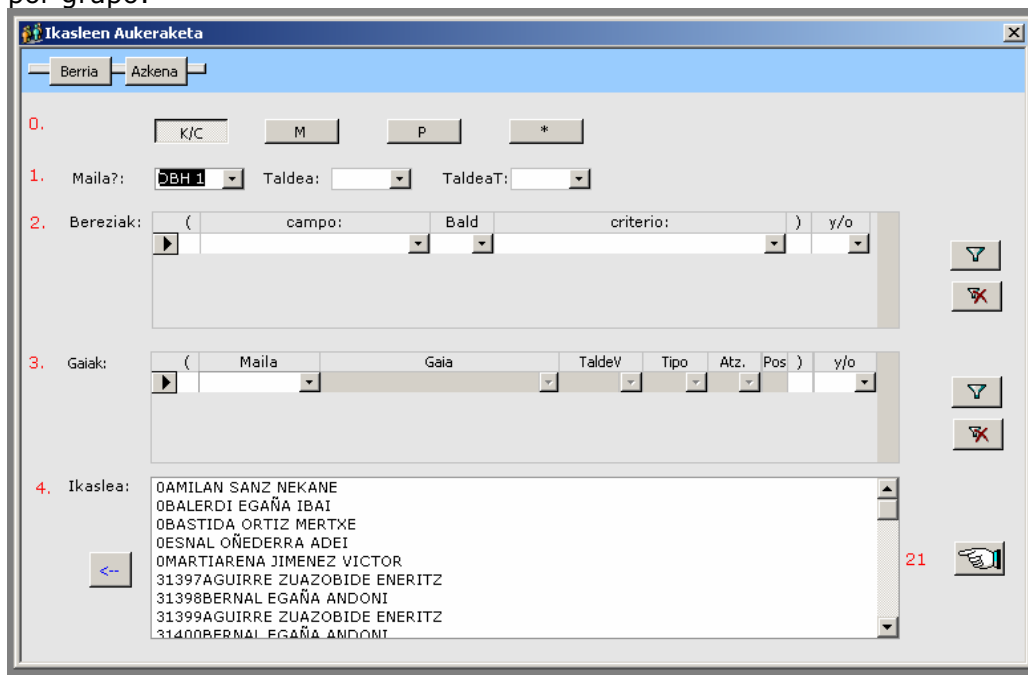 por grupo.
Ikasleen Aukeraketa
Berria Azkena
0. K/C M P *
1. Maila?: OBH 1 Taldea: TaldeaT:
2. Bereziak: ( campo: Bald criterio: ) y/o
3. Gaiak: ( Maila Gaia TaldeV Tipo Atz. Pos ) y/o
4. Ikaslea: 0AMILAN SANZ NEKANE
0BALERDI EGAÑA IBAI
0BASTIDA ORTIZ MERTXE
0ESNAL OÑEDERRA ADEI
0MARTIARENA JIMENEZ VICTOR
<-- 21
31397AGUIRRE ZUAZOBIDE ENERITZ
31398BERNAL EGAÑA ANDONI
31399AGUIRRE ZUAZOBIDE ENERITZ
31400BERNAL EGAÑA ANDONI